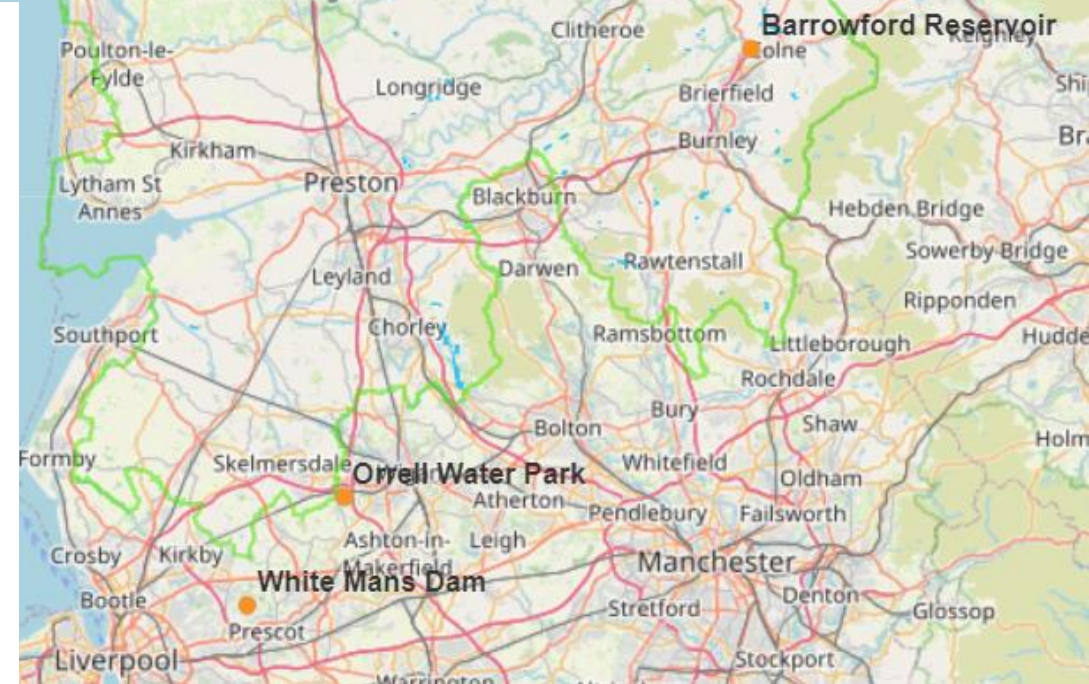 Clitheroe
Barrowford Reservoir
Keighley
Colne
Poulton-le-
Fylde
Longridge
Brierfield
Kirkham
Burnley
Preston
Lytham St
Annes
Blackburn
Hebden Bridge
Sowerby Bridge
Leyland
Darwen
Rawtenstall
Ripponden
Southport
Chorley
Ramsbottom
Littleborough
Rochdale
Bury
Shaw
Bolton
Formby
Skelmersdale
Orrell Water Park
Whitefield
Oldham
Atherton
Pendlebury
Failsworth
Crosby
Kirkby
Ashton-in-
Makerfield
Leigh
Manchester
White Mans Dam
Bootle
Stretford
Denton
Glossop
Prescot
Liverpool
Stockport
Warrington